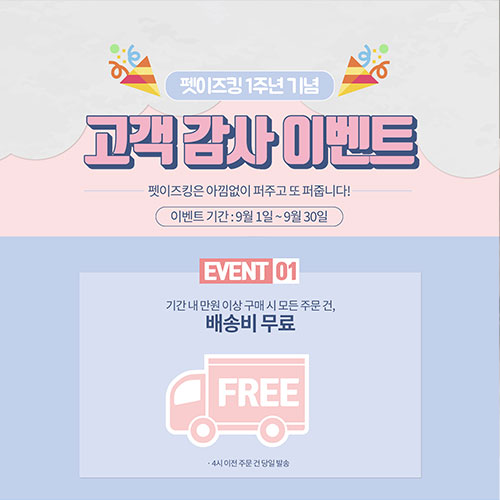 펫이즈킹 1주년 기념
고객 감사 이벤트
펫이즈킹은 아낌없이 퍼주고 또 퍼줍니다!
이벤트 기간 : 9월 1일 ~ 9월 30일
EVENT 01
기간 내 만원 이상 구매 시 모든 주문 건,
배송비 무료
FREE
· 4시 이전 주문 건 당일 발송